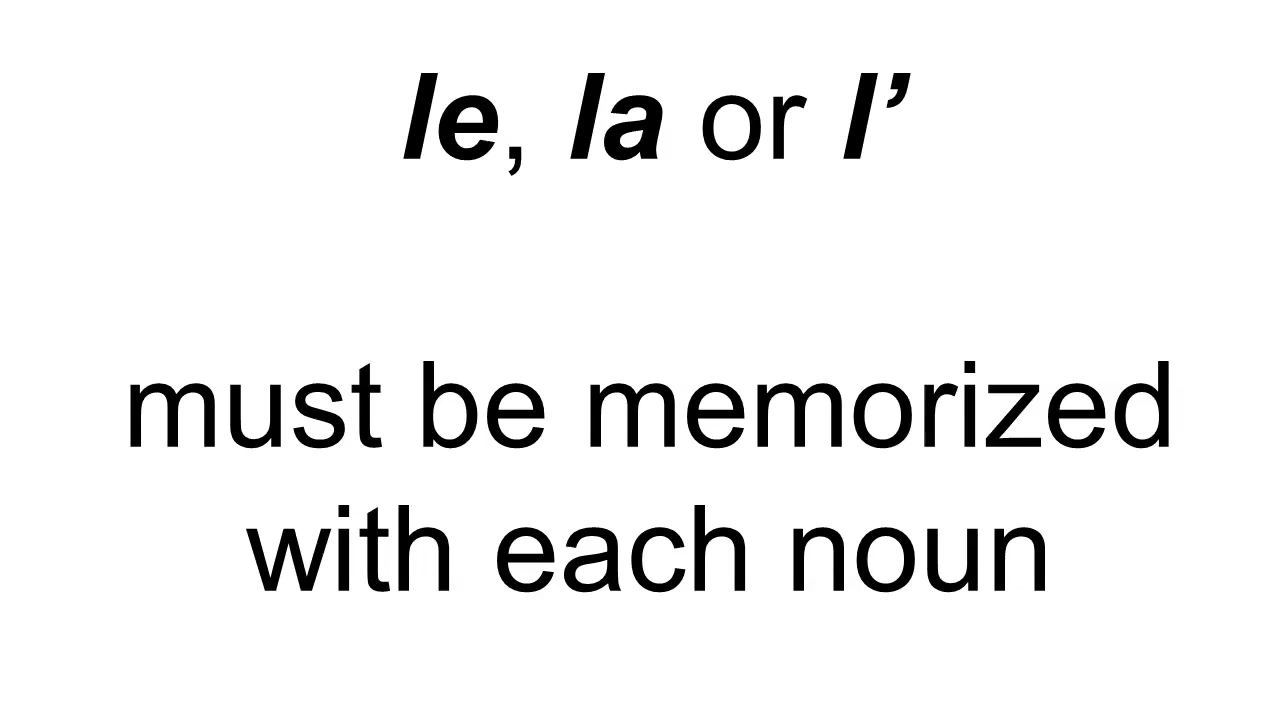 le, la or l’
must be memorized
with each noun